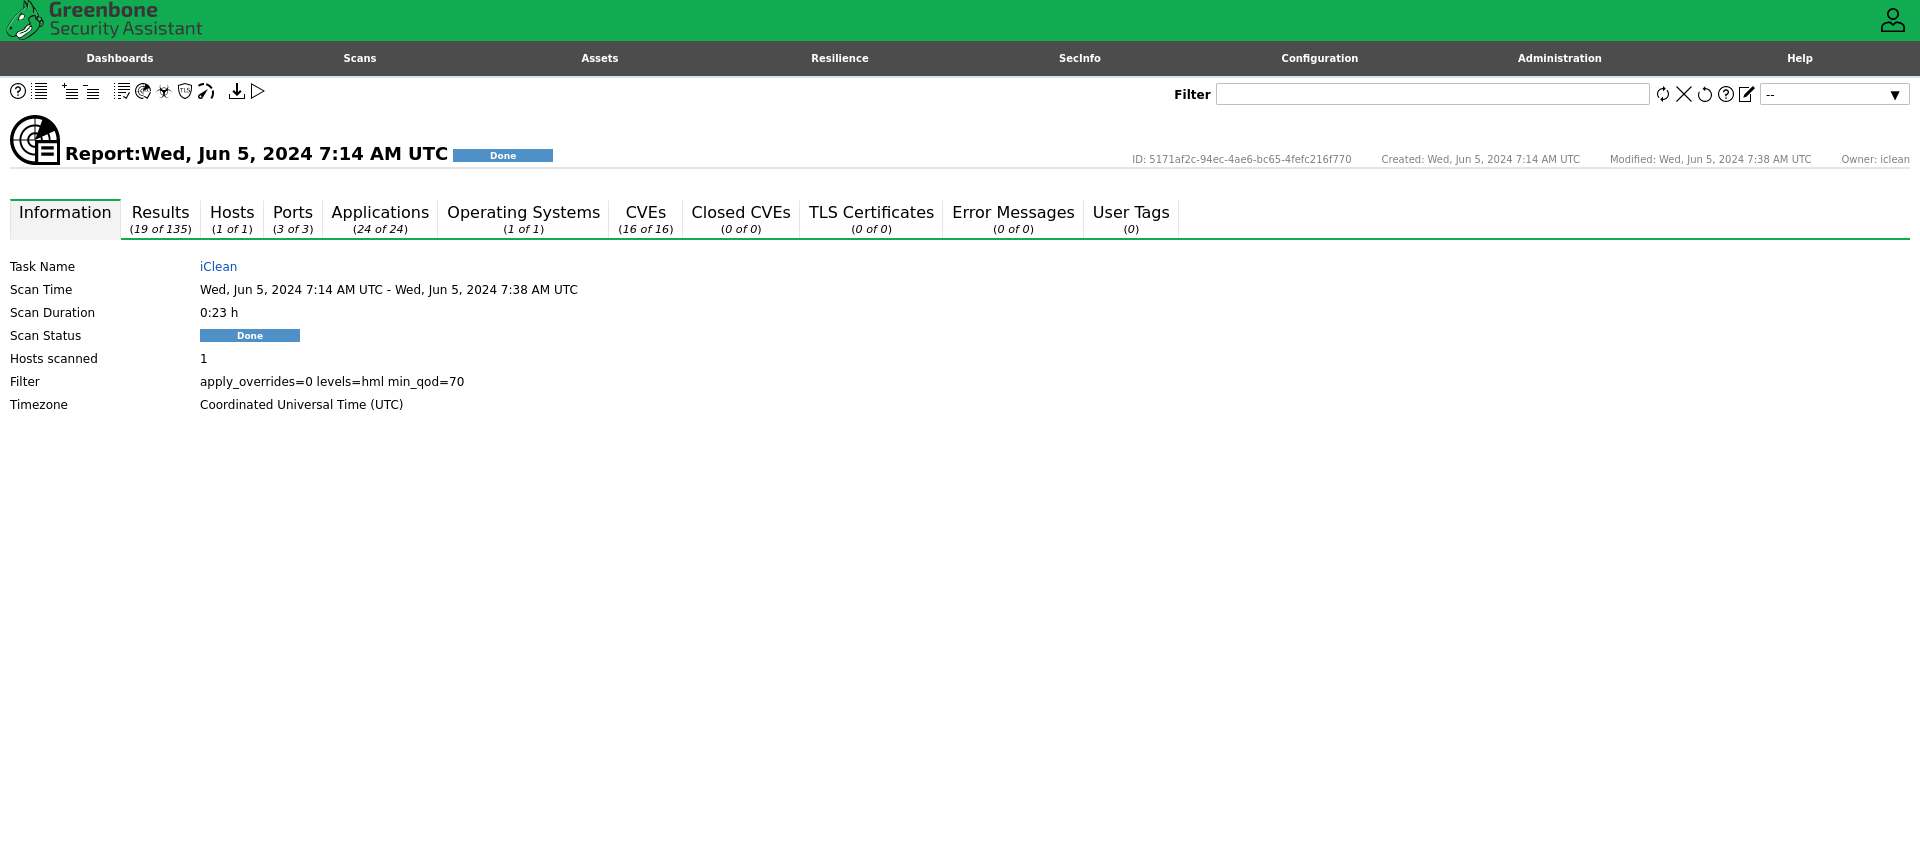 Greenbone
Security Assistant
Dashboards Scans Assets Resilience SecInfo Configuration Administration Help
TLS
Filter -- ▼
Report:Wed, Jun 5, 2024 7:14 AM UTC Done ID: 5171af2c-94ec-4ae6-bc65-4fefc216f770 Created: Wed, Jun 5, 2024 7:14 AM UTC Modified: Wed, Jun 5, 2024 7:38 AM UTC Owner: iclean
Information Results Hosts Ports Applications Operating Systems CVEs Closed CVEs TLS Certificates Error Messages User Tags
(19 of 135) (1 of 1) (3 of 3) (24 of 24) (1 of 1) (16 of 16) (0 of 0) (0 of 0) (0 of 0) (0)
Task Name iClean
Scan Time Wed, Jun 5, 2024 7:14 AM UTC - Wed, Jun 5, 2024 7:38 AM UTC
Scan Duration 0:23 h
Scan Status Done
Hosts scanned 1
Filter apply_overrides=0 levels=hml min_qod=70
Timezone Coordinated Universal Time (UTC)